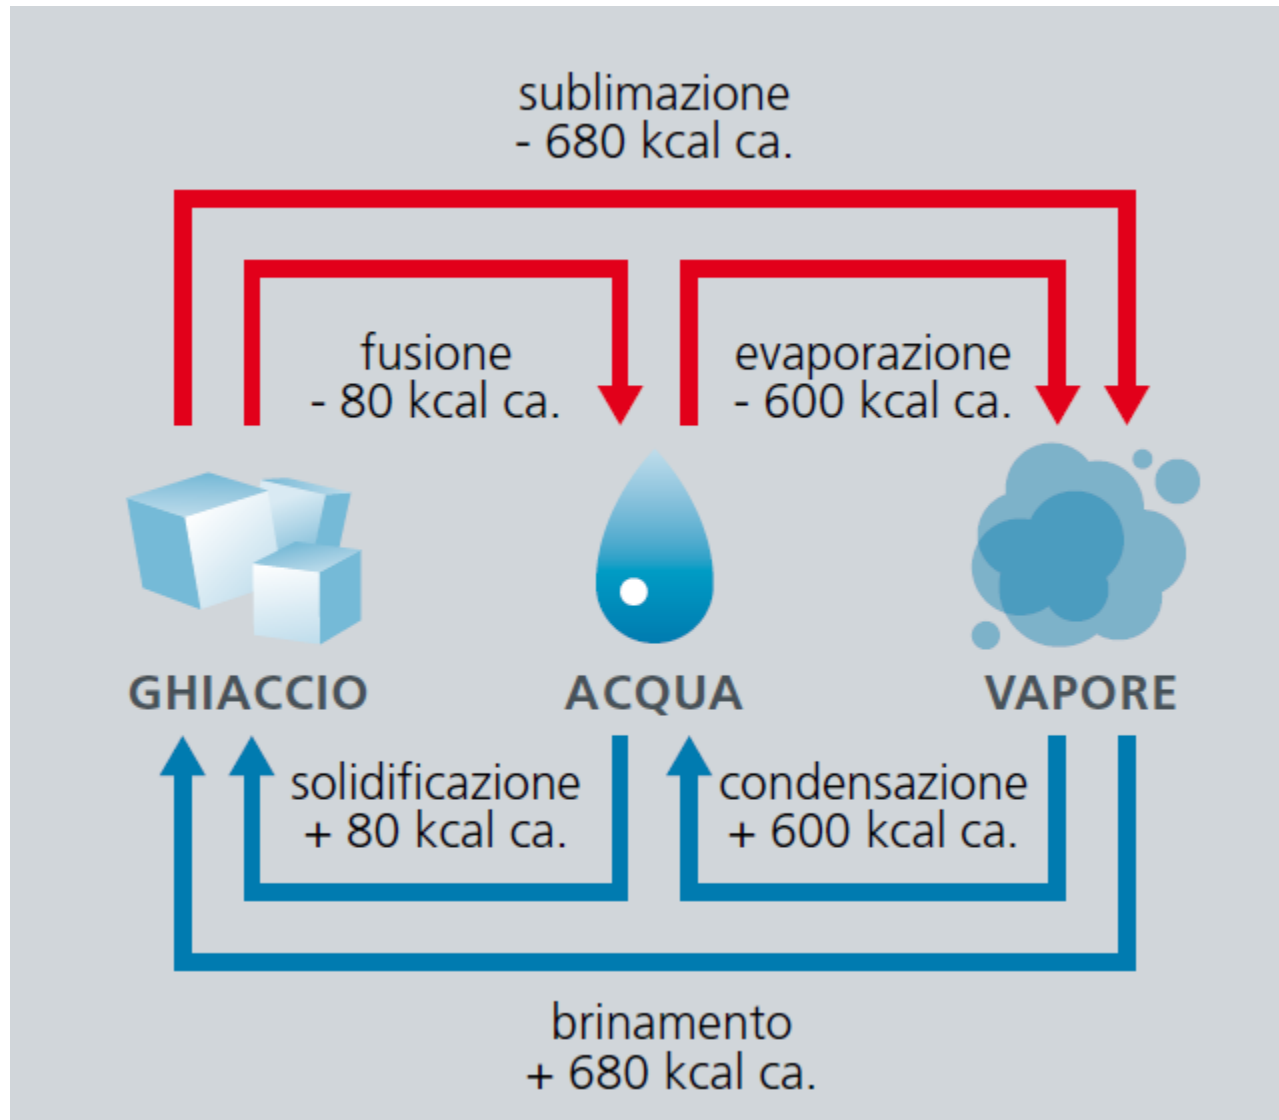 sublimazione
- 680 kcal ca.
fusione
- 80 kcal ca.
evaporazione
- 600 kcal ca.
GHIACCIO
ACQUA
VAPORE
solidificazione
+ 80 kcal ca.
condensazione
+ 600 kcal ca.
brinamento
+ 680 kcal ca.